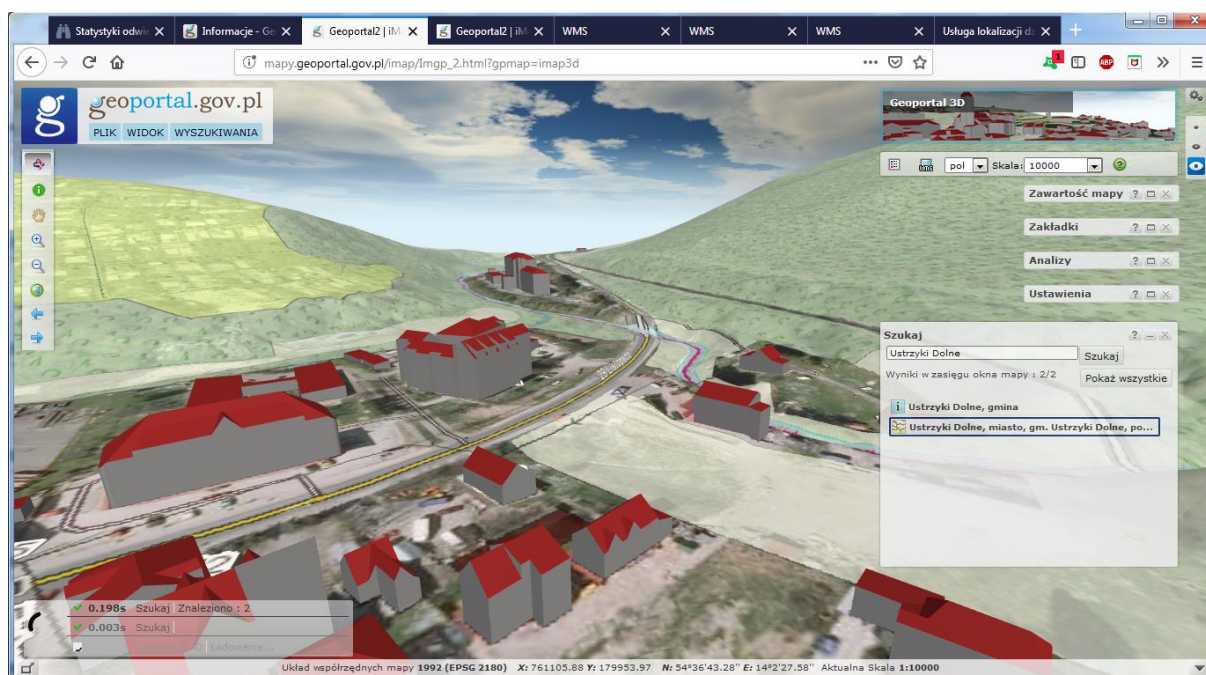 Statystyki odwie
Informacje - Ge
Geoportal2 | iM
Geoportal2 | iM
WMS
WMS
WMS
Usługa lokalizacji dz
mapy.geoportal.gov.pl/imap/Imgp_2.html?gpmap=imap3d
1
ABP
geoportal.gov.pl
PLIK WIDOK WYSZUKIWANIA
Geoportal 3D
pol Skala: 10000
Zawartość mapy
Zakładki
Analizy
Ustawienia
Szukaj
Ustrzyki Dolne
Szukaj
Wyniki w zasięgu okna mapy : 2/2
Pokaż wszystkie
Ustrzyki Dolne, gmina
Ustrzyki Dolne, miasto, gm. Ustrzyki Dolne, po...
0.198s Szukaj Znaleziono : 2
0.003s Szukaj
Ładowanie...
Układ współrzędnych mapy 1992 (EPSG 2180) X: 761105.88 Y: 179953.97 N: 54°36'43.28" E: 14°2'27.58" Aktualna Skala 1:10000